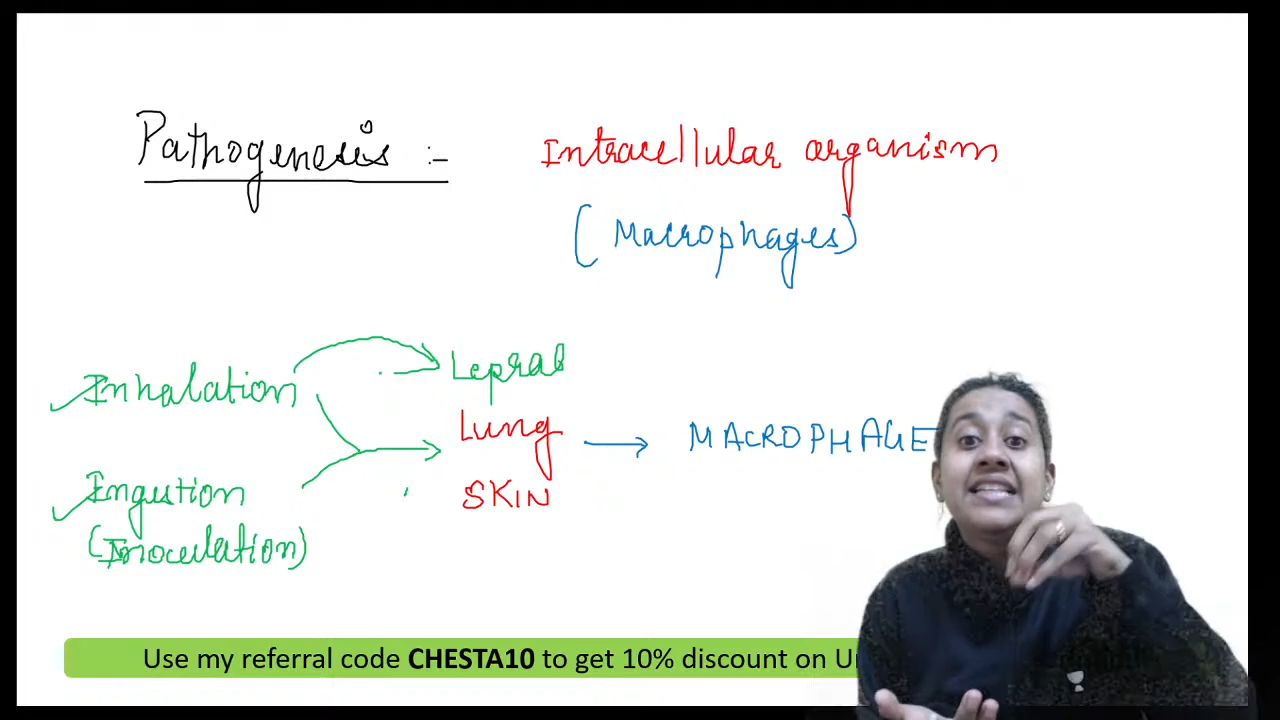 Pathogenesis :-
Intracellular organism
(Macrophages)
Inhalation
Lepra
Lung
MACROPHAGE
Ingestion
SKIN
(Inoculation)
Use my referral code CHESTA10 to get 10% discount on